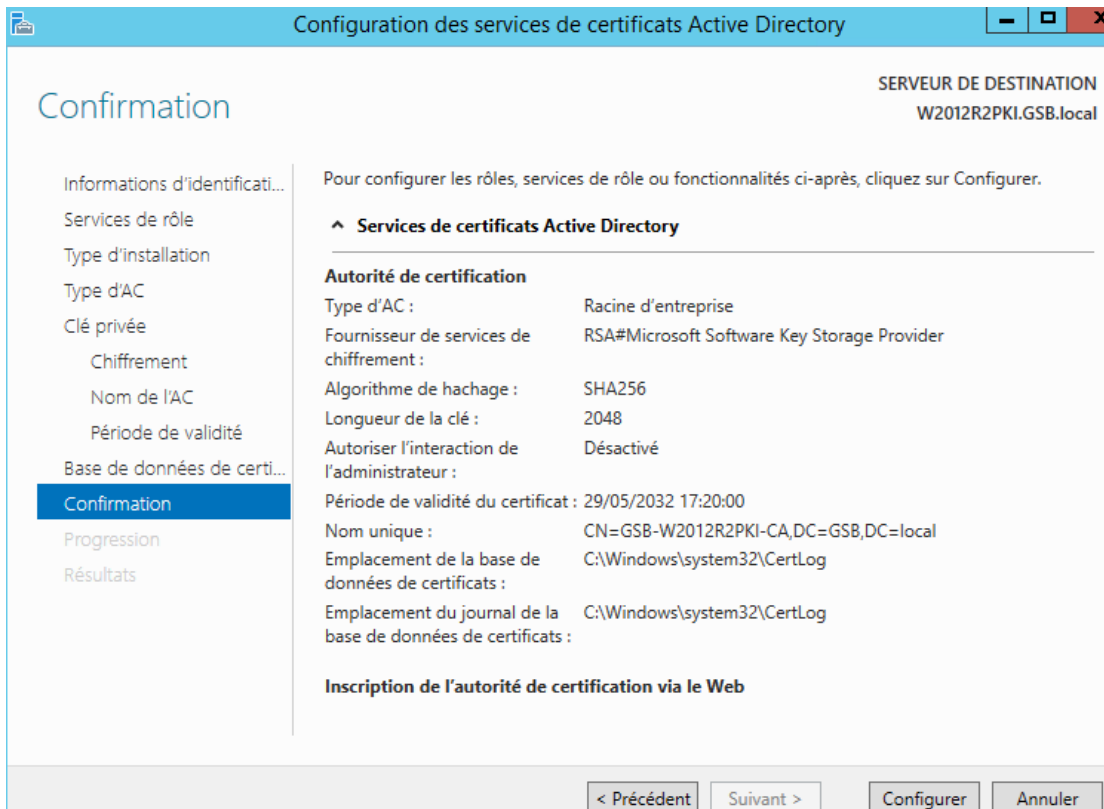 Configuration des services de certificats Active Directory
Confirmation
SERVEUR DE DESTINATION
W2012R2PKI.GSB.local
Informations d'identificati...
Services de rôle
Type d'installation
Type d'AC
Clé privée
Chiffrement
Nom de l'AC
Période de validité
Base de données de certi...
Confirmation
Progression
Résultats
Pour configurer les rôles, services de rôle ou fonctionnalités ci-après, cliquez sur Configurer.
Services de certificats Active Directory
Autorité de certification
Type d'AC : Racine d'entreprise
Fournisseur de services de RSA#Microsoft Software Key Storage Provider
chiffrement :
Algorithme de hachage : SHA256
Longueur de la clé : 2048
Autoriser l'interaction de Désactivé
l'administrateur :
Période de validité du certificat : 29/05/2032 17:20:00
Nom unique : CN=GSB-W2012R2PKI-CA,DC=GSB,DC=local
Emplacement de la base de C:\Windows\system32\CertLog
données de certificats :
Emplacement du journal de la C:\Windows\system32\CertLog
base de données de certificats :
Inscription de l'autorité de certification via le Web
< Précédent Suivant > Configurer Annuler